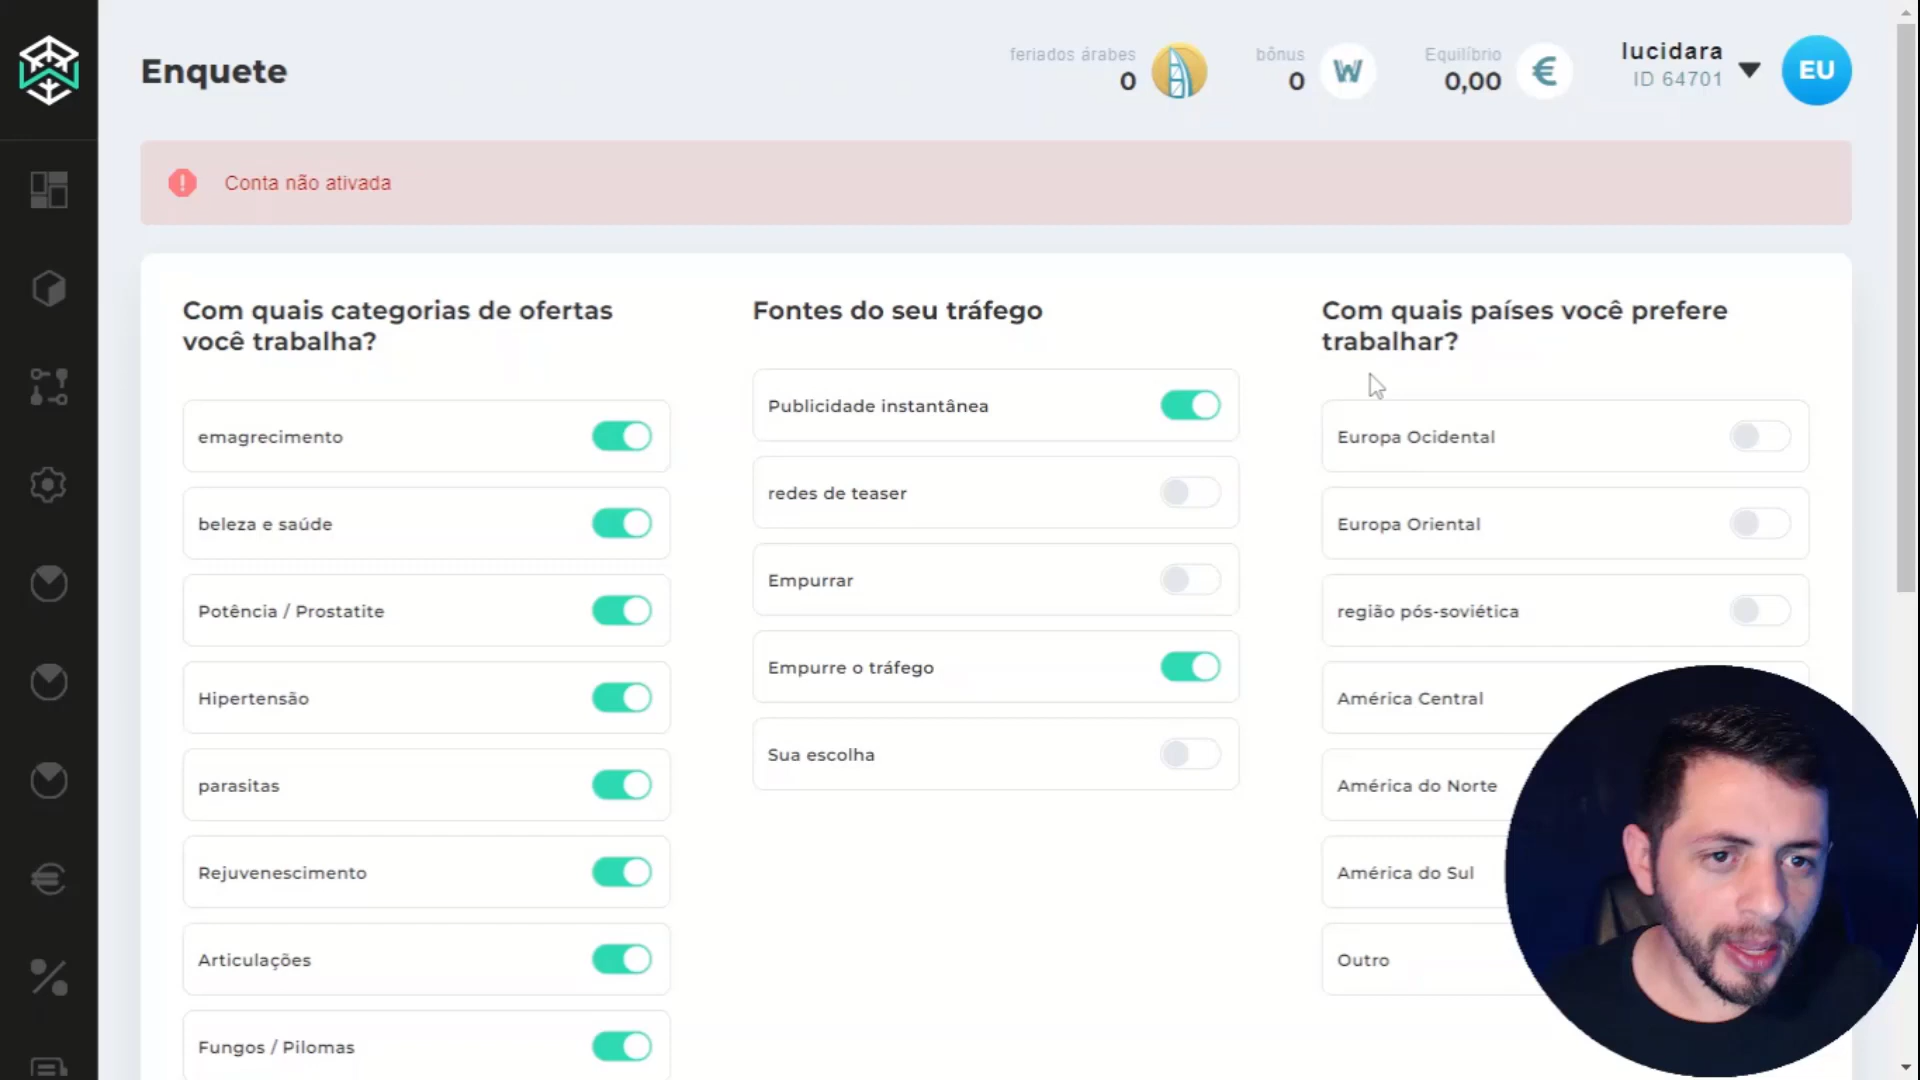 Enquete
feriados árabes
0
bônus
0
W
Equilíbrio
0,00
€
lucidara
ID 64701
EU
Conta não ativada
Com quais categorias de ofertas
você trabalha?
emagrecimento
beleza e saúde
Potência / Prostatite
Hipertensão
parasitas
Rejuvenescimento
Articulações
Fungos / Pilomas
Fontes do seu tráfego
Publicidade instantânea
redes de teaser
Empurrar
Empurre o tráfego
Sua escolha
Com quais países você prefere
trabalhar?
Europa Ocidental
Europa Oriental
região pós-soviética
América Central
América do Norte
América do Sul
Outro